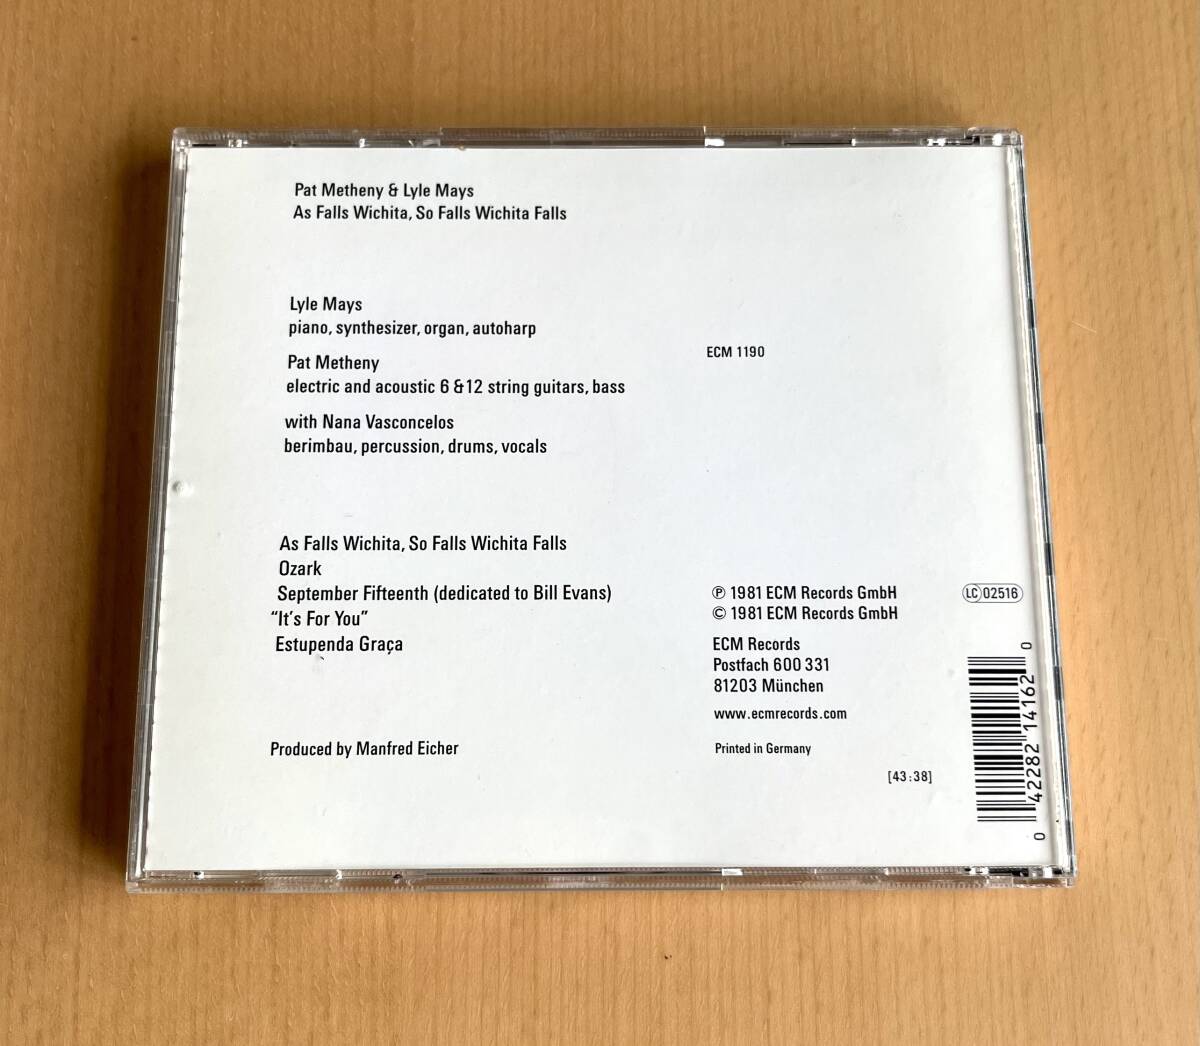 Pat Metheny & Lyle Mays
As Falls Wichita, So Falls Wichita Falls
Lyle Mays
piano, synthesizer, organ, autoharp
Pat Metheny
electric and acoustic 6 & 12 string guitars, bass
with Nana Vasconcelos
berimbau, percussion, drums, vocals
ECM 1190
As Falls Wichita, So Falls Wichita Falls
Ozark
September Fifteenth (dedicated to Bill Evans)
“It's For You”
Estupenda Graça
Produced by Manfred Eicher
℗ 1981 ECM Records GmbH
© 1981 ECM Records GmbH
ECM Records
Postfach 600 331
81203 München
www.ecmrecords.com
Printed in Germany
[43:38]
LC 02516
0 42282 14162 0